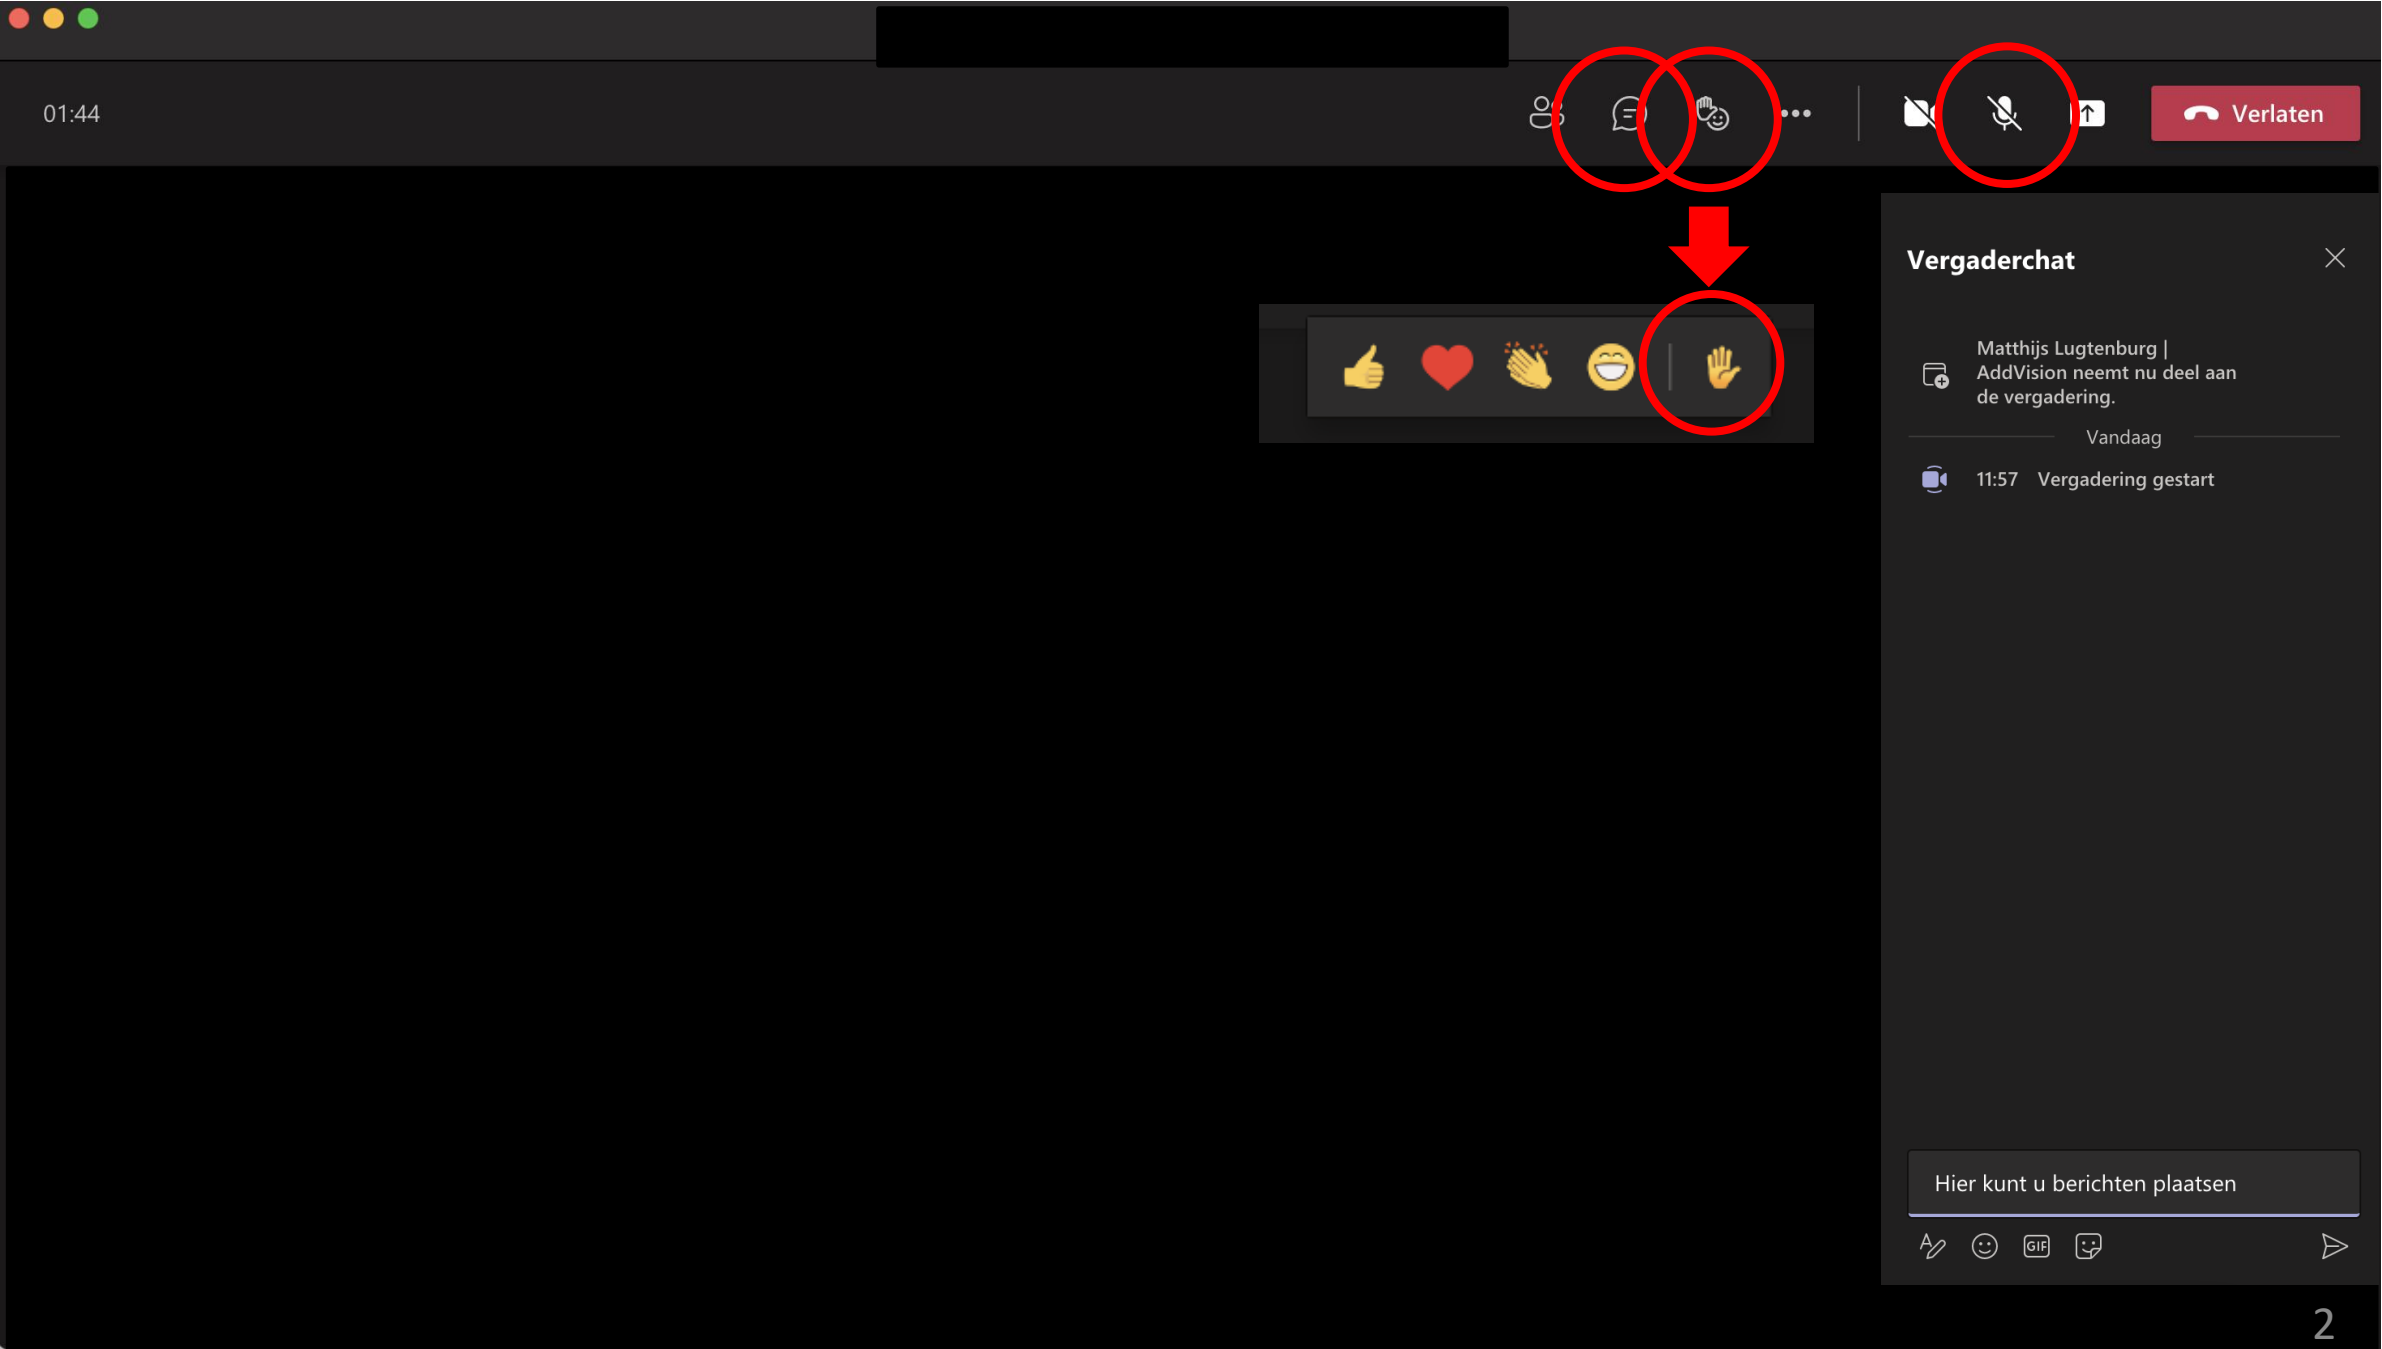 01:44
Verlaten
Vergaderchat
Matthijs Lugtenburg |
AddVision neemt nu deel aan
de vergadering.
Vandaag
11:57 Vergadering gestart
Hier kunt u berichten plaatsen
GIF
2